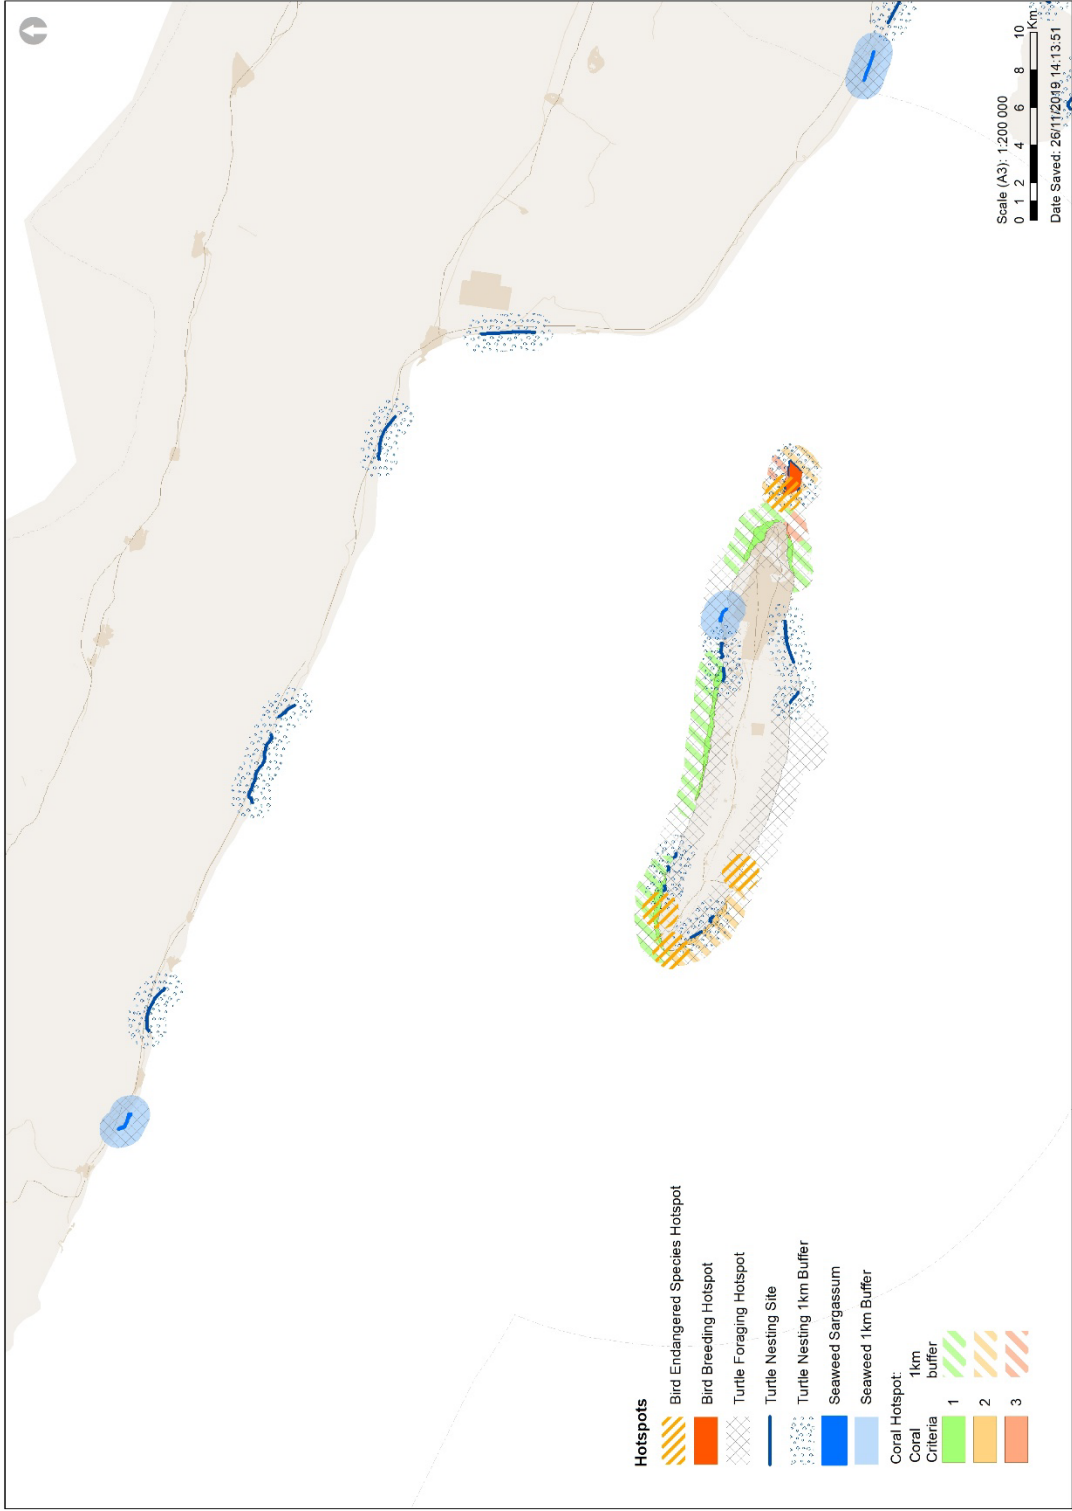 Hotspots
Bird Endangered Species Hotspot
Bird Breeding Hotspot
Turtle Foraging Hotspot
Turtle Nesting Site
Turtle Nesting 1km Buffer
Seaweed Sargassum
Seaweed 1km Buffer
Coral Hotspot:
Coral Criteria
1km buffer
1
2
3
Scale (A3): 1:200 000
0 1 2 4 6 8 10
Km
Date Saved: 26/11/2019 14:13:51